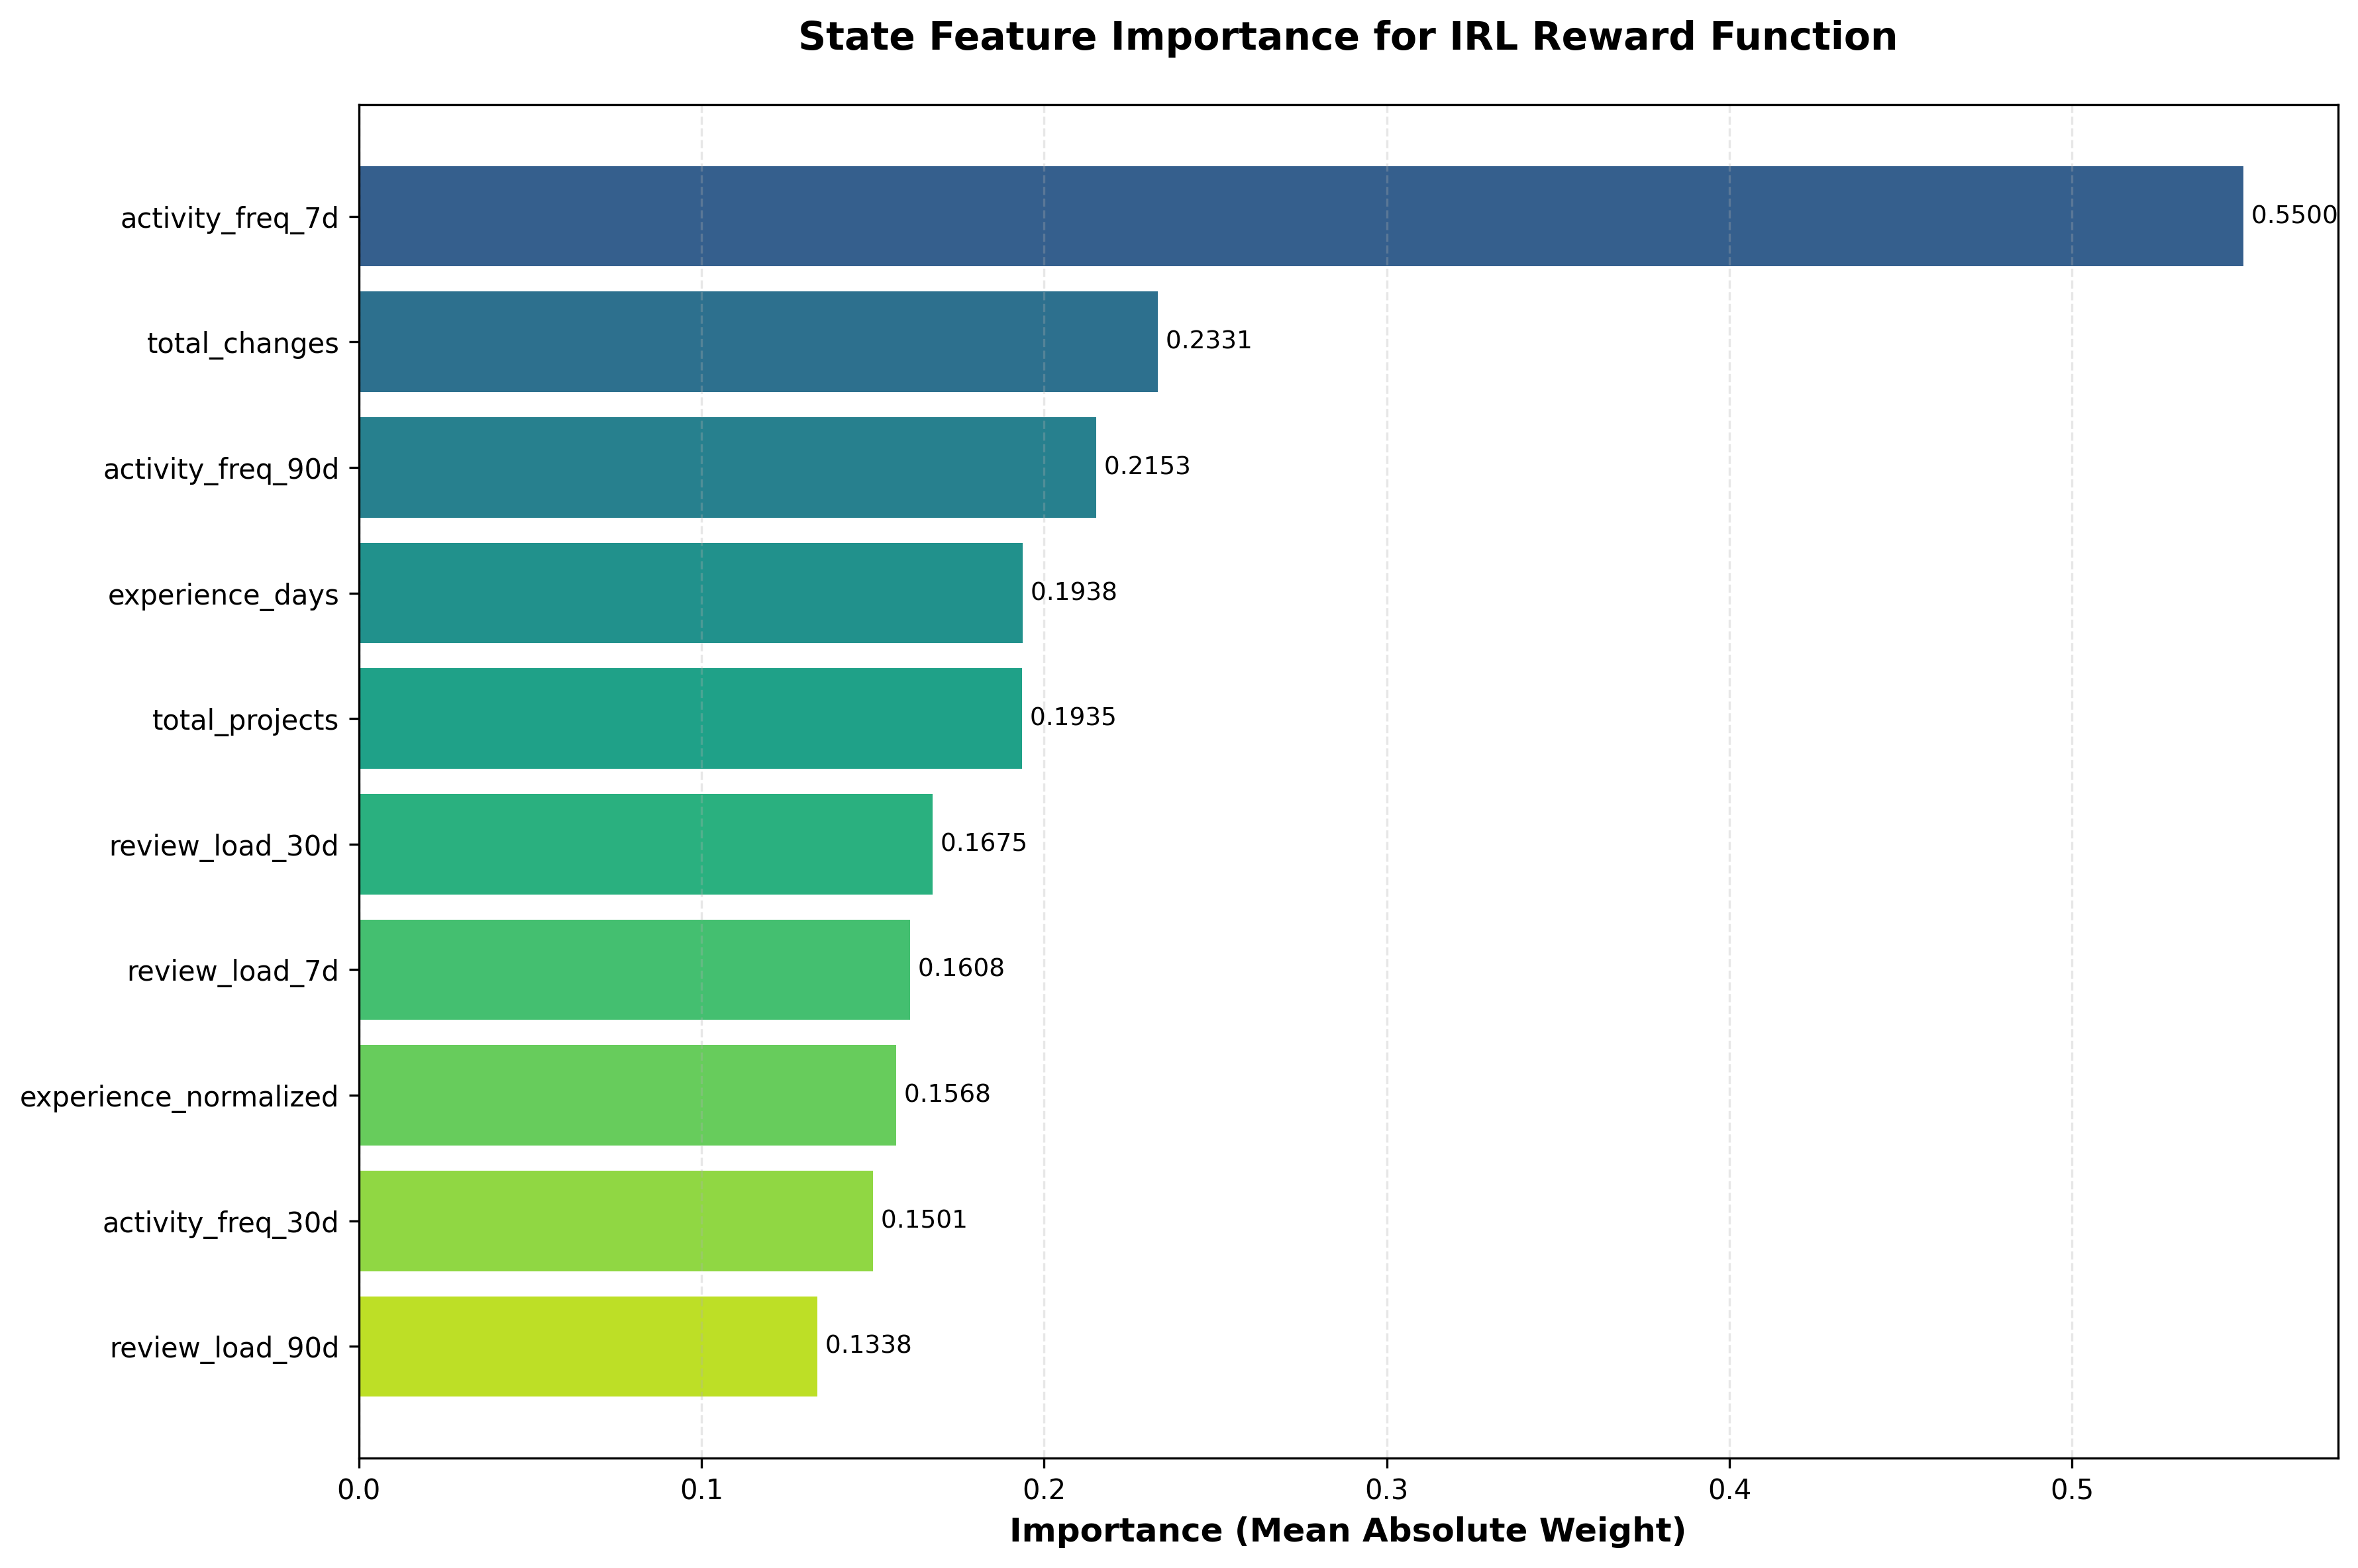 State Feature Importance for IRL Reward Function
activity_freq_7d 0.5500
total_changes 0.2331
activity_freq_90d 0.2153
experience_days 0.1938
total_projects 0.1935
review_load_30d 0.1675
review_load_7d 0.1608
experience_normalized 0.1568
activity_freq_30d 0.1501
review_load_90d 0.1338
0.0 0.1 0.2 0.3 0.4 0.5
Importance (Mean Absolute Weight)